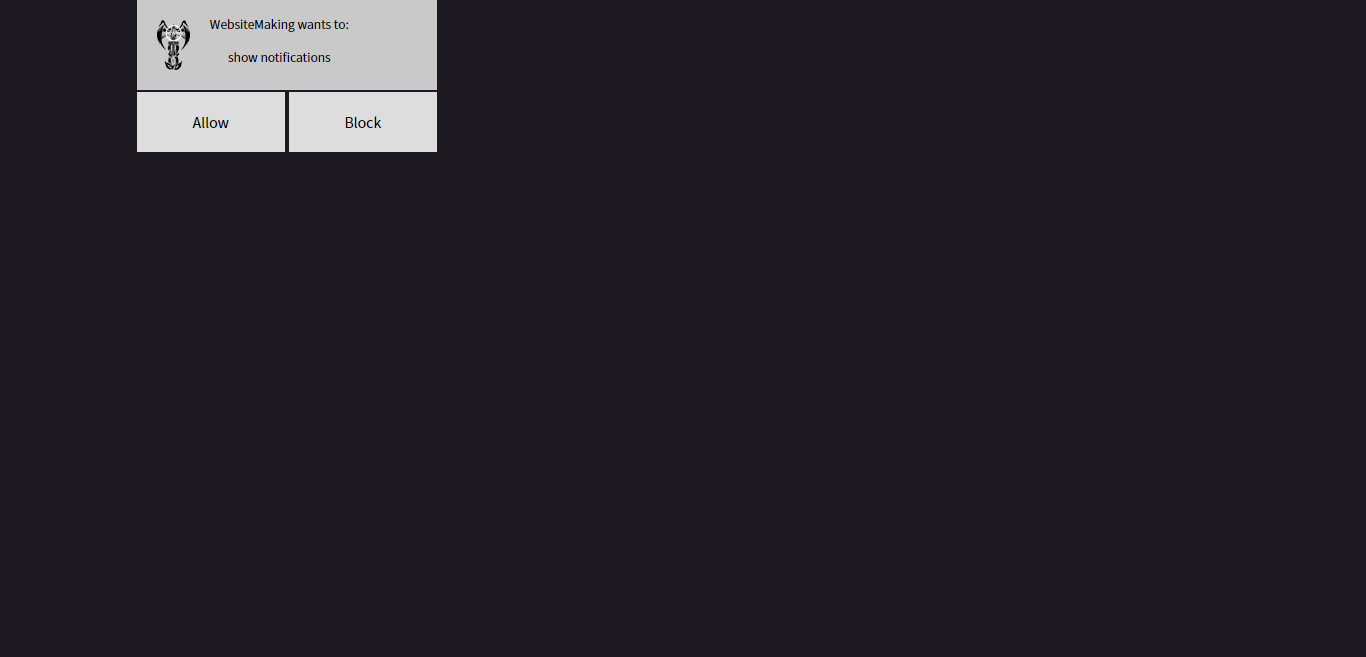 WebsiteMaking wants to:
show notifications
Allow
Block